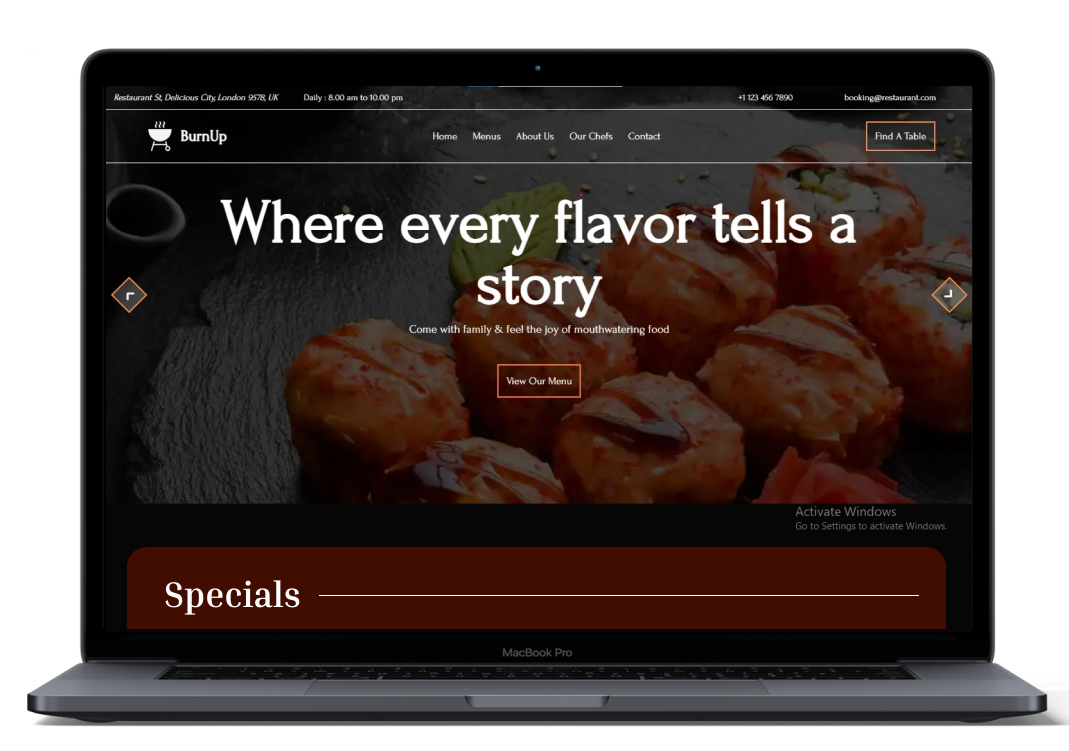 Restaurant St, Delicious City, London 9578, UK
Daily : 8.00 am to 10.00 pm
+1 123 456 7890
booking@restaurant.com
BurnUp
Home
Menus
About Us
Our Chefs
Contact
Find A Table
Where every flavor tells a
story
Come with family & feel the joy of mouthwatering food
View Our Menu
Activate Windows
Go to Settings to activate Windows.
Specials
MacBook Pro